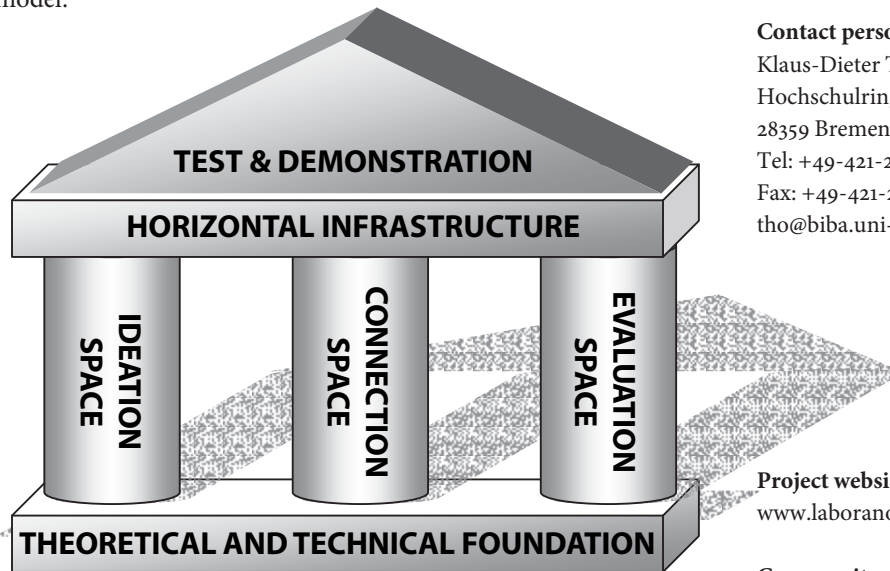 model.
TEST & DEMONSTRATION
HORIZONTAL INFRASTRUCTURE
IDEATION
SPACE
CONNECTION
SPACE
EVALUATION
SPACE
THEORETICAL AND TECHNICAL FOUNDATION
Contact perso
Klaus-Dieter
Hochschulrin
28359 Bremen
Tel: +49-421-2
Fax: +49-421-2
tho@biba.uni-
Project websi
www.laborano